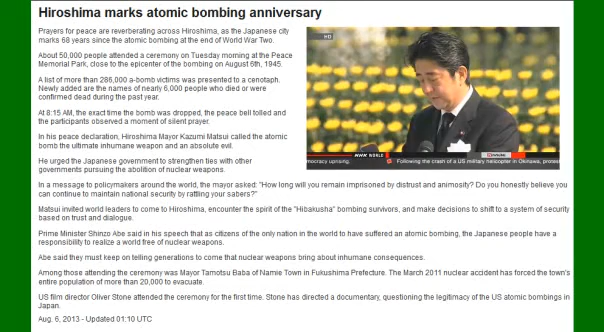 Hiroshima marks atomic bombing anniversary
Prayers for peace are reverberating across Hiroshima, as the Japanese city
marks 68 years since the atomic bombing at the end of World War Two.
About 50,000 people attended a ceremony on Tuesday morning at the Peace
Memorial Park, close to the epicenter of the bombing on August 6th, 1945.
A list of more than 286,000 a-bomb victims was presented to a cenotaph.
Newly added are the names of nearly 6,000 people who died or were
confirmed dead during the past year.
At 8:15 AM, the exact time the bomb was dropped, the peace bell tolled and
the participants observed a moment of silent prayer.
In his peace declaration, Hiroshima Mayor Kazumi Matsui called the atomic
bomb the ultimate inhumane weapon and an absolute evil.
He urged the Japanese government to strengthen ties with other
governments pursuing the abolition of nuclear weapons.
HD
NHK WORLD
mocracy uprising.
Following the crash of a US military helicopter in Okinawa, protest
In a message to policymakers around the world, the mayor asked: "How long will you remain imprisoned by distrust and animosity? Do you honestly believe you
can continue to maintain national security by rattling your sabers?"
Matsui invited world leaders to come to Hiroshima, encounter the spirit of the "Hibakusha" bombing survivors, and make decisions to shift to a system of security
based on trust and dialogue.
Prime Minister Shinzo Abe said in his speech that as citizens of the only nation in the world to have suffered an atomic bombing, the Japanese people have a
responsibility to realize a world free of nuclear weapons.
Abe said they must keep on telling generations to come that nuclear weapons bring about inhumane consequences.
Among those attending the ceremony was Mayor Tamotsu Baba of Namie Town in Fukushima Prefecture. The March 2011 nuclear accident has forced the town's
entire population of more than 20,000 to evacuate.
US film director Oliver Stone attended the ceremony for the first time. Stone has directed a documentary, questioning the legitimacy of the US atomic bombings in
Japan.
Aug. 6, 2013 - Updated 01:10 UTC